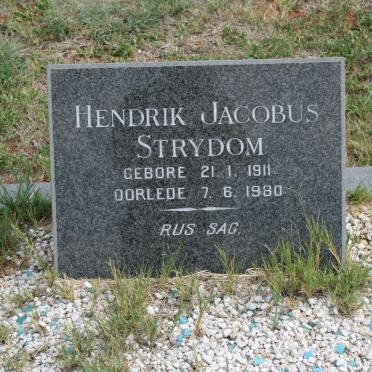 HENDRIK JACOBUS
STRYDOM
GEBORE 21. 1. 1911
OORLEDE 7. 6. 1980
RUS SAG.